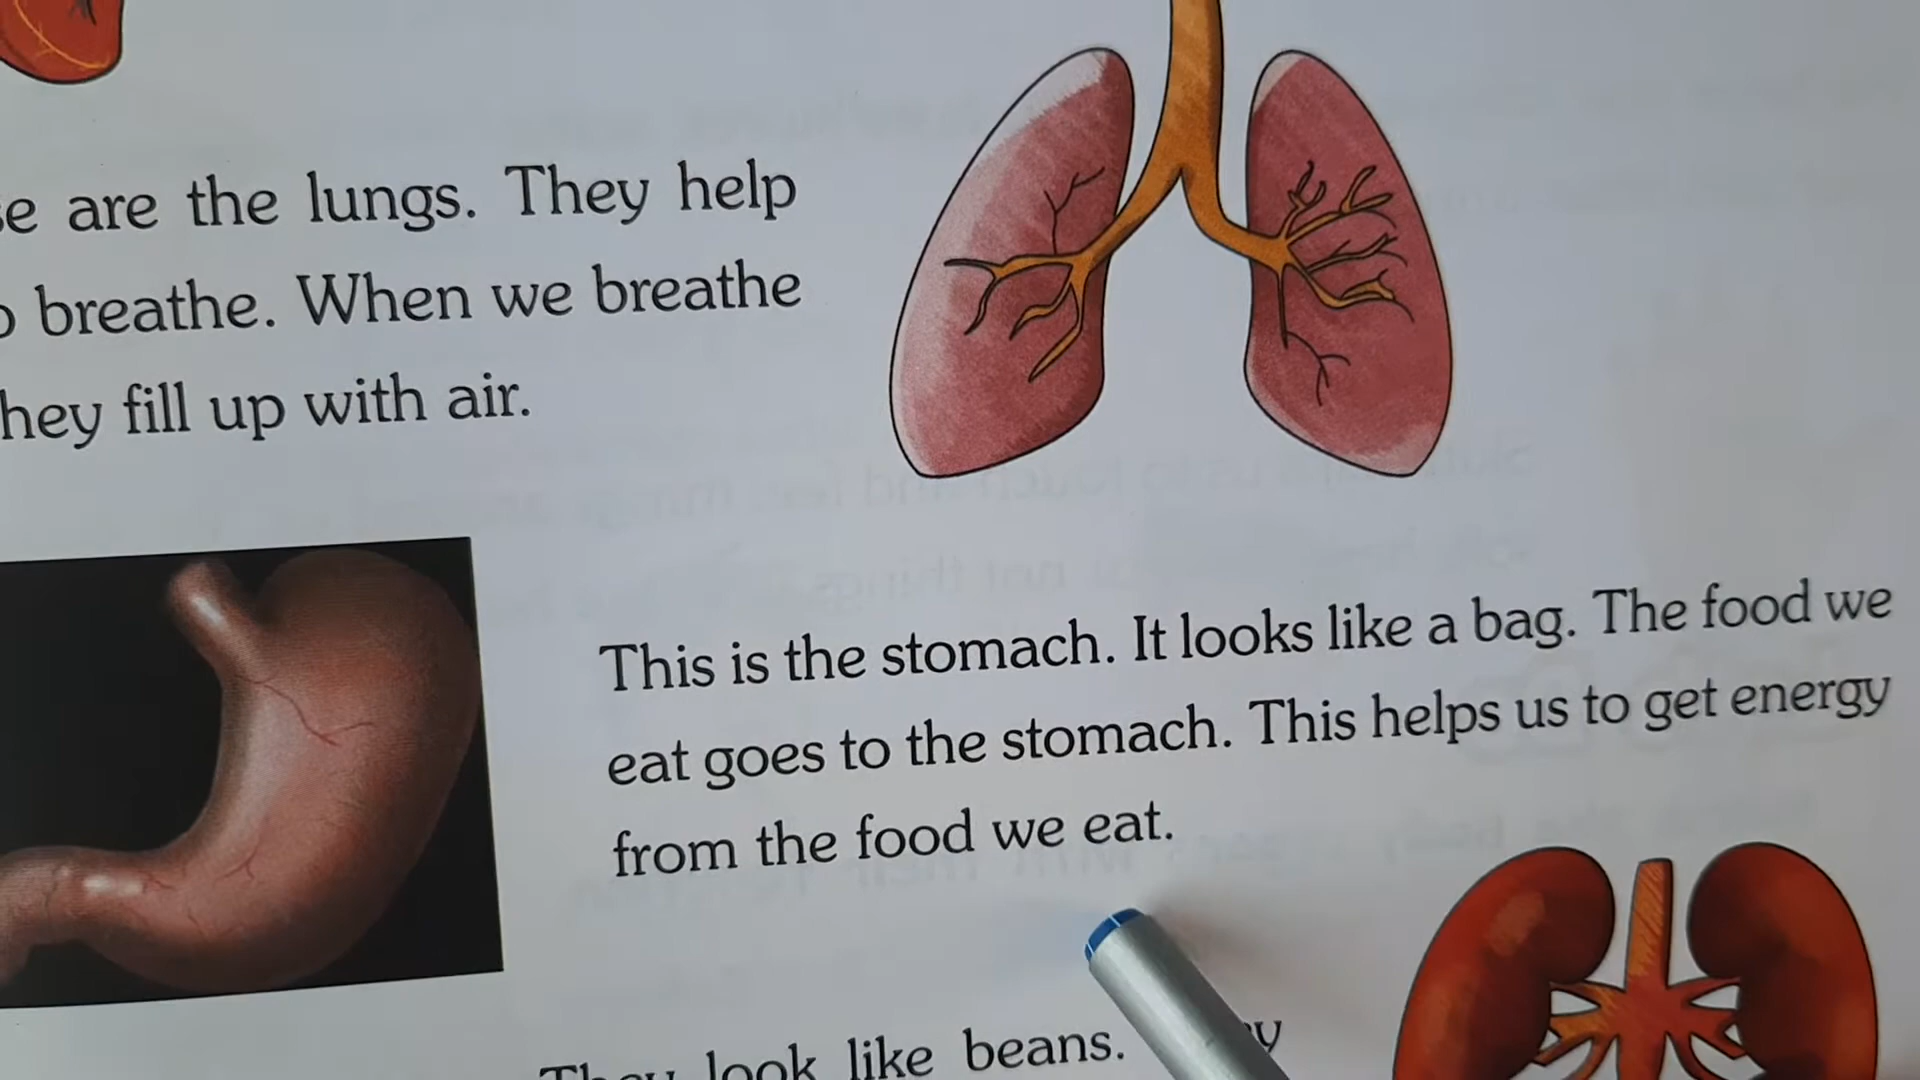 are the lungs. They help
breathe. When we breathe
fill up with air.
This is the stomach. It looks like a bag. The food we
eat goes to the stomach. This helps us to get energy
from the food we eat.
They look like beans.